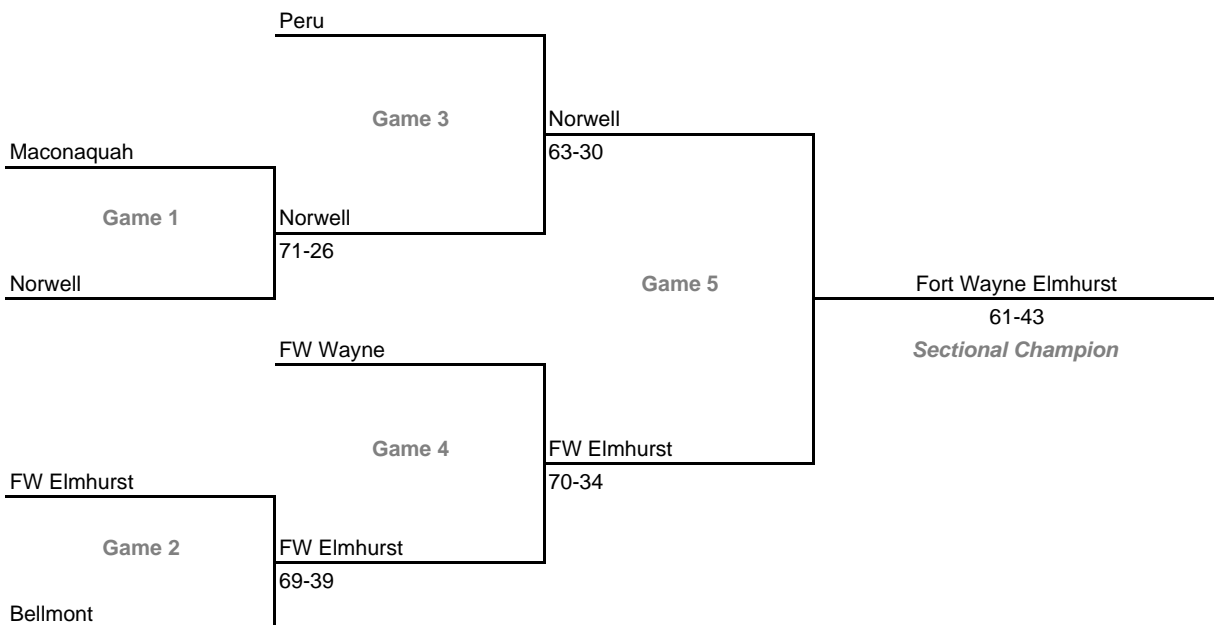 Peru
Game 3
Norwell
Maconaquah
63-30
Game 1
Norwell
71-26
Norwell
Game 5
Fort Wayne Elmhurst
61-43
FW Wayne
Sectional Champion
Game 4
FW Elmhurst
FW Elmhurst
70-34
Game 2
FW Elmhurst
69-39
Bellmont